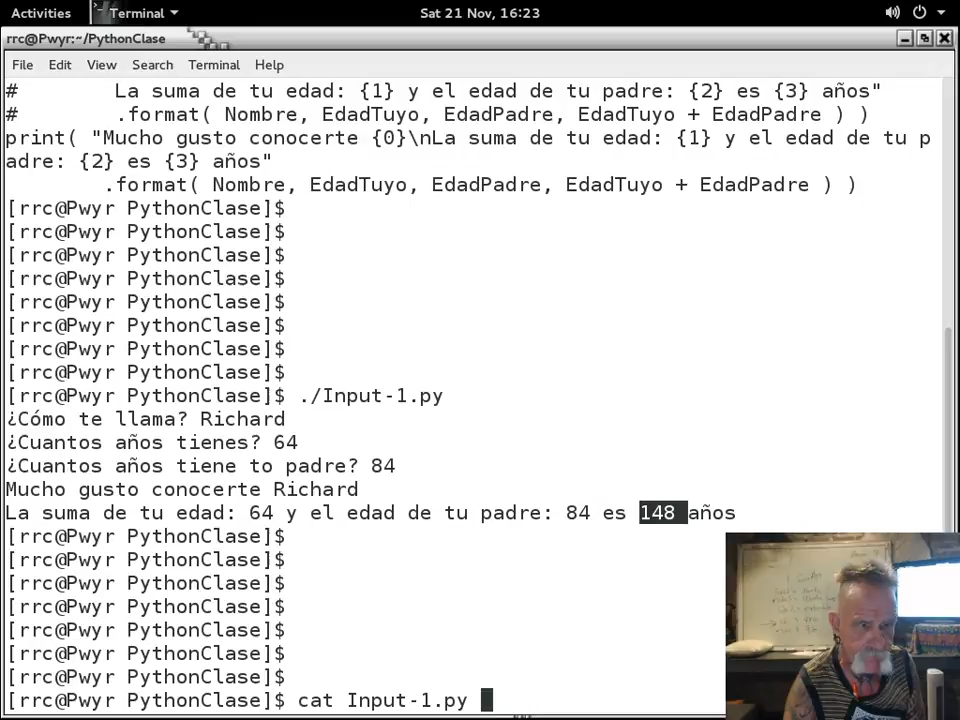 Activities Terminal Sat 21 Nov, 16:23
rrc@Pwyr:~/PythonClase
File Edit View Search Terminal Help
#        La suma de tu edad: {1} y el edad de tu padre: {2} es {3} años"
#        .format( Nombre, EdadTuyo, EdadPadre, EdadTuyo + EdadPadre ) )
print( "Mucho gusto conocerte {0}\nLa suma de tu edad: {1} y el edad de tu p
adre: {2} es {3} años"
        .format( Nombre, EdadTuyo, EdadPadre, EdadTuyo + EdadPadre ) )
[rrc@Pwyr PythonClase]$
[rrc@Pwyr PythonClase]$
[rrc@Pwyr PythonClase]$
[rrc@Pwyr PythonClase]$
[rrc@Pwyr PythonClase]$
[rrc@Pwyr PythonClase]$
[rrc@Pwyr PythonClase]$
[rrc@Pwyr PythonClase]$
[rrc@Pwyr PythonClase]$ ./Input-1.py
¿Cómo te llama? Richard
¿Cuantos años tienes? 64
¿Cuantos años tiene to padre? 84
Mucho gusto conocerte Richard
La suma de tu edad: 64 y el edad de tu padre: 84 es 148 años
[rrc@Pwyr PythonClase]$
[rrc@Pwyr PythonClase]$
[rrc@Pwyr PythonClase]$
[rrc@Pwyr PythonClase]$
[rrc@Pwyr PythonClase]$
[rrc@Pwyr PythonClase]$
[rrc@Pwyr PythonClase]$
[rrc@Pwyr PythonClase]$ cat Input-1.py